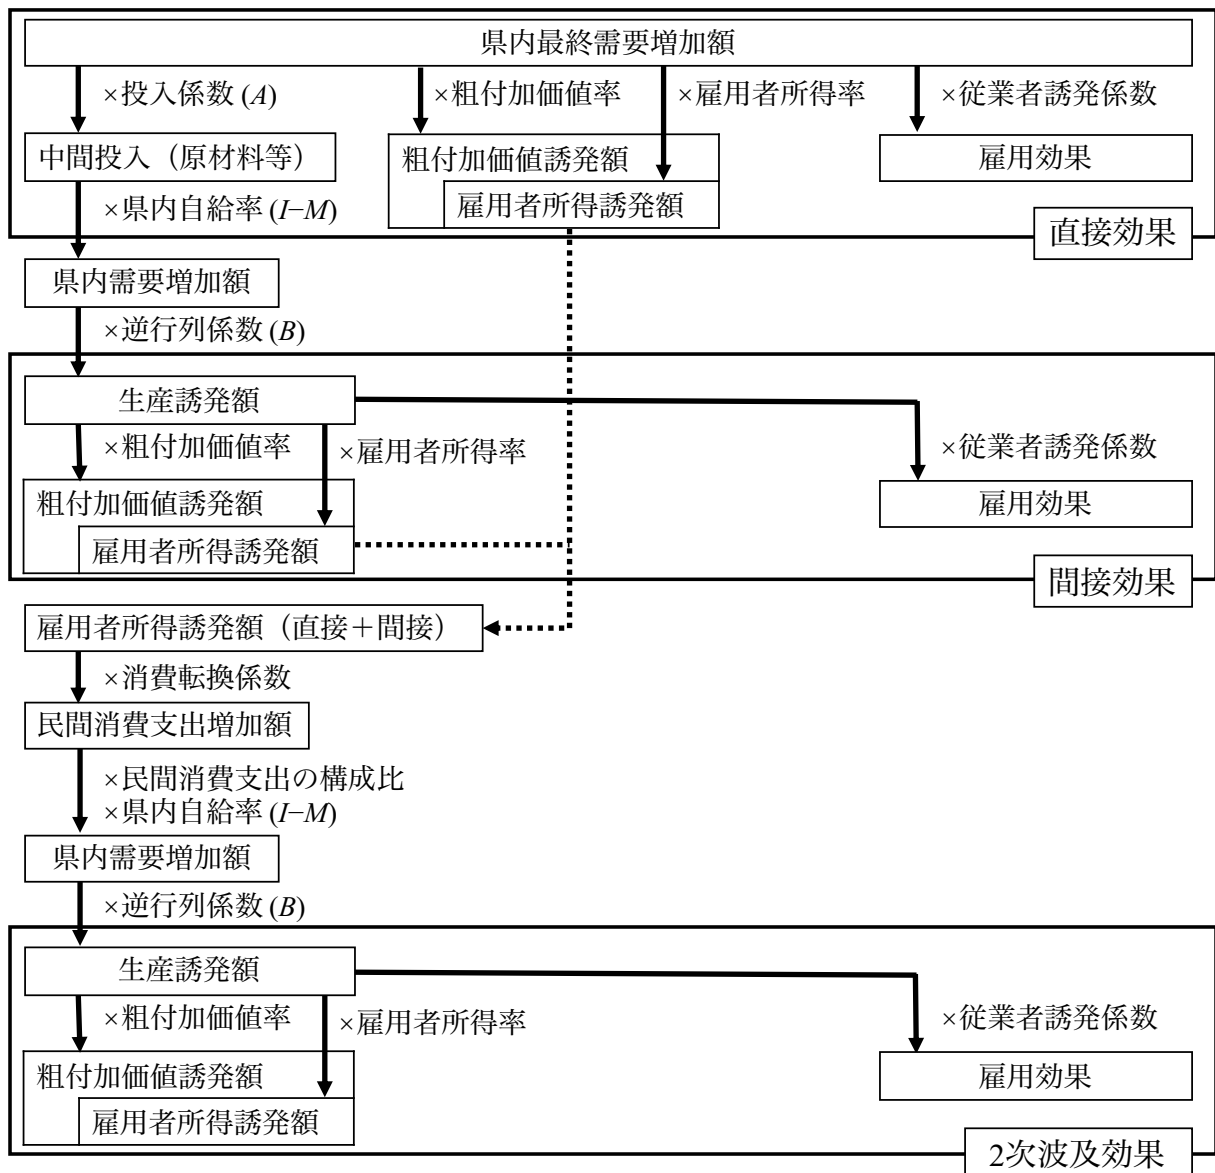 県内最終需要増加額
×投入係数 (A)
×粗付加価値率
×雇用者所得率
×従業者誘発係数
中間投入（原材料等）
粗付加価値誘発額
雇用効果
雇用者所得誘発額
×県内自給率 (I−M)
直接効果
県内需要増加額
×逆行列係数 (B)
生産誘発額
×粗付加価値率
×雇用者所得率
×従業者誘発係数
粗付加価値誘発額
雇用効果
雇用者所得誘発額
間接効果
雇用者所得誘発額（直接＋間接）
×消費転換係数
民間消費支出増加額
×民間消費支出の構成比
×県内自給率 (I−M)
県内需要増加額
×逆行列係数 (B)
生産誘発額
×粗付加価値率
×雇用者所得率
×従業者誘発係数
粗付加価値誘発額
雇用効果
雇用者所得誘発額
2次波及効果